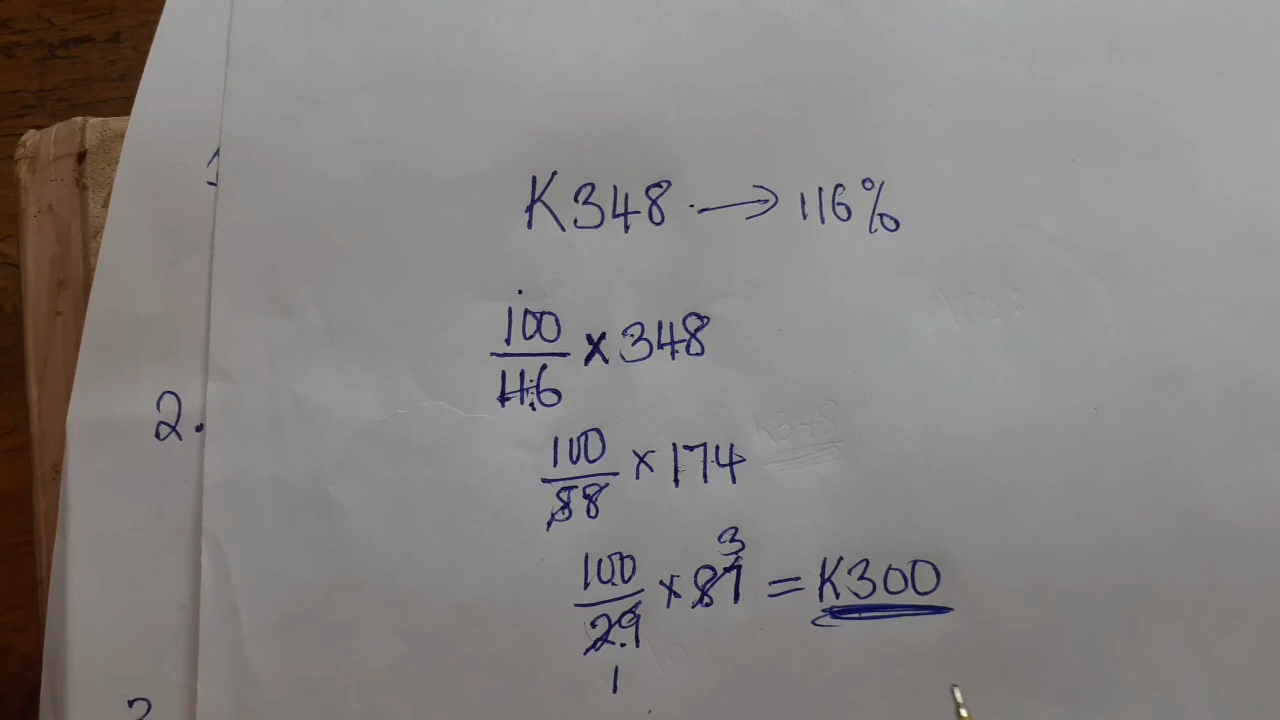 K348 → 116%
100/116 × 348
2.
100/58 × 174
3
100/29 × 87 = K300
1